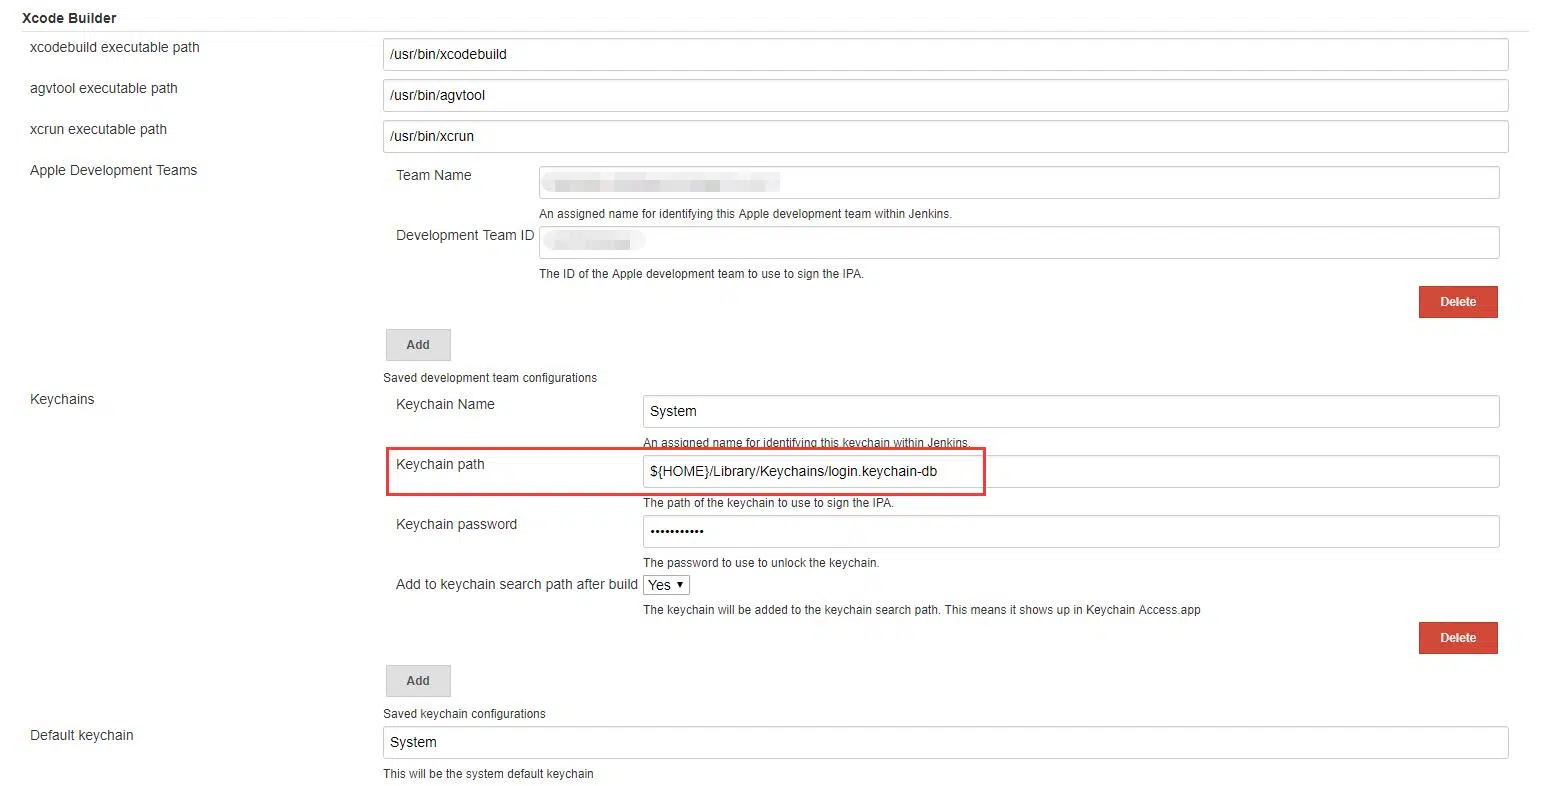 Xcode Builder
xcodebuild executable path
/usr/bin/xcodebuild
agvtool executable path
/usr/bin/agvtool
xcrun executable path
/usr/bin/xcrun
Apple Development Teams
Team Name
An assigned name for identifying this Apple development team within Jenkins.
Development Team ID
The ID of the Apple development team to use to sign the IPA.
Delete
Add
Saved development team configurations
Keychains
Keychain Name
System
An assigned name for identifying this keychain within Jenkins.
Keychain path
${HOME}/Library/Keychains/login.keychain-db
The path of the keychain to use to sign the IPA.
Keychain password
•••••••••••
The password to use to unlock the keychain.
Add to keychain search path after build
Yes ▼
The keychain will be added to the keychain search path. This means it shows up in Keychain Access.app
Delete
Add
Saved keychain configurations
Default keychain
System
This will be the system default keychain